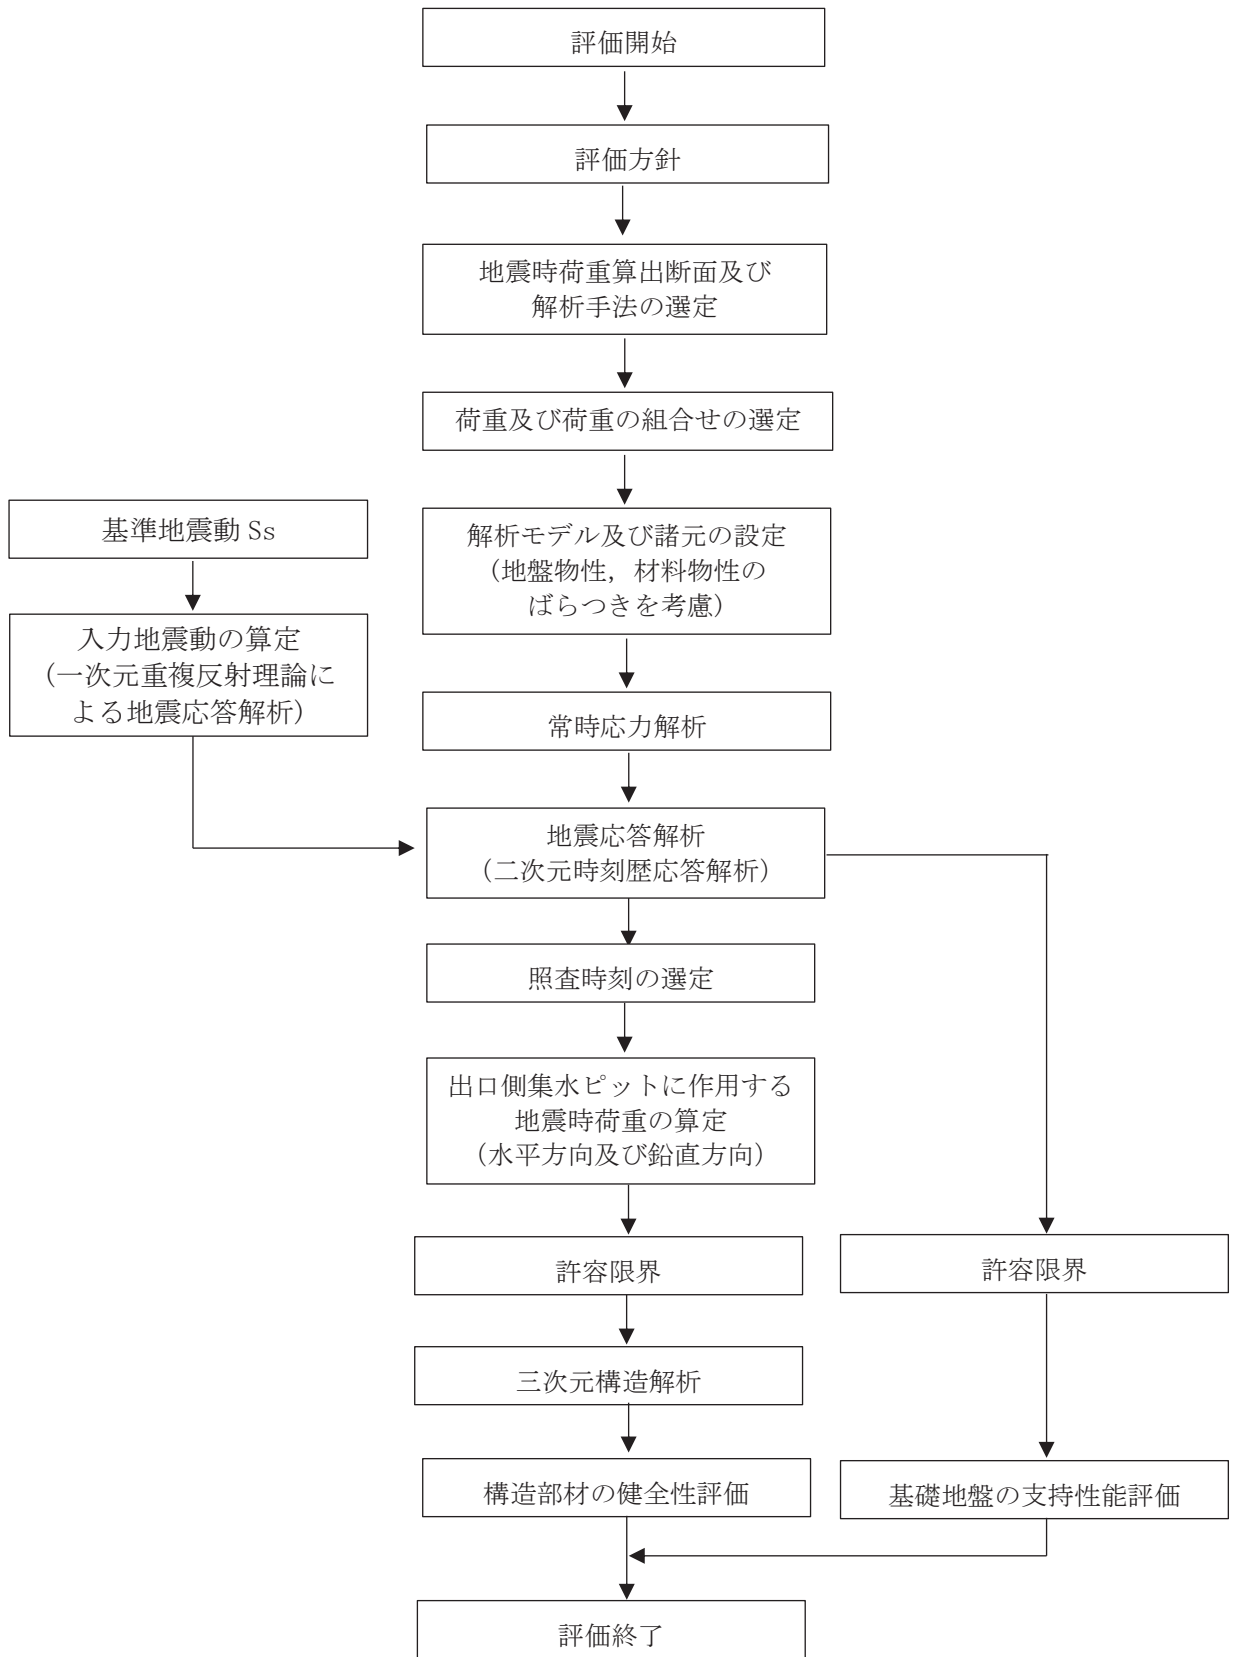 評価開始
評価方針
地震時荷重算出断面及び
解析手法の選定
荷重及び荷重の組合せの選定
基準地震動 Ss
解析モデル及び諸元の設定
（地盤物性，材料物性の
ばらつきを考慮）
入力地震動の算定
（一次元重複反射理論に
よる地震応答解析）
常時応力解析
地震応答解析
（二次元時刻歴応答解析）
照査時刻の選定
出口側集水ピットに作用する
地震時荷重の算定
（水平方向及び鉛直方向）
許容限界
許容限界
三次元構造解析
構造部材の健全性評価
基礎地盤の支持性能評価
評価終了